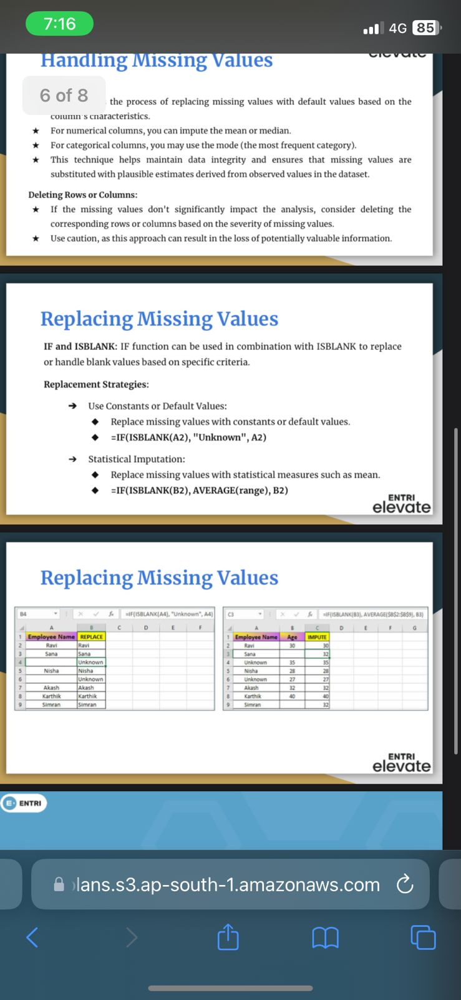 7:16
4G 85
Handling Missing Values
elevate
6 of 8
the process of replacing missing values with default values based on the
column's characteristics.
★ For numerical columns, you can impute the mean or median.
★ For categorical columns, you may use the mode (the most frequent category).
★ This technique helps maintain data integrity and ensures that missing values are
substituted with plausible estimates derived from observed values in the dataset.
Deleting Rows or Columns:
★ If the missing values don't significantly impact the analysis, consider deleting the
corresponding rows or columns based on the severity of missing values.
★ Use caution, as this approach can result in the loss of potentially valuable information.
Replacing Missing Values
IF and ISBLANK: IF function can be used in combination with ISBLANK to replace
or handle blank values based on specific criteria.
Replacement Strategies:
➔ Use Constants or Default Values:
◆ Replace missing values with constants or default values.
◆ =IF(ISBLANK(A2), "Unknown", A2)
➔ Statistical Imputation:
◆ Replace missing values with statistical measures such as mean.
◆ =IF(ISBLANK(B2), AVERAGE(range), B2)
ENTRI
elevate
Replacing Missing Values
B4 fx =IF(ISBLANK(A4), "Unknown", A4)
A B C D E F
1 Employee Name REPLACE
2 Ravi Ravi
3 Sana Sana
4 Unknown
5 Nisha Nisha
6 Unknown
7 Akash Akash
8 Karthik Karthik
9 Simran Simran
C3 fx =IF(ISBLANK(B3), AVERAGE($B$2:$B$9), B3)
A B C D E F G
1 Employee Name Age IMPUTE
2 Ravi 30 30
3 Sana 32
4 Unknown 35 35
5 Nisha 28 28
6 Unknown 27 27
7 Akash 32 32
8 Karthik 40 40
9 Simran 32
ENTRI
elevate
E ENTRI
lans.s3.ap-south-1.amazonaws.com